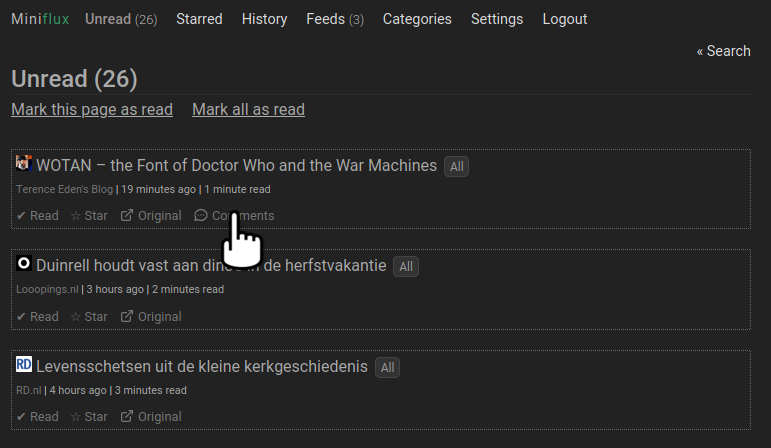 Miniflux Unread (26) Starred History Feeds (3) Categories Settings Logout
« Search
Unread (26)
Mark this page as read Mark all as read
WOTAN – the Font of Doctor Who and the War Machines All
Terence Eden's Blog | 19 minutes ago | 1 minute read
✔ Read ☆ Star Original Comments
Duinrell houdt vast aan in de herfstvakantie All
Looopings.nl | 3 hours ago | 2 minutes read
✔ Read ☆ Star Original
RD Levensschetsen uit de kleine kerkgeschiedenis All
RD.nl | 4 hours ago | 3 minutes read
✔ Read ☆ Star Original